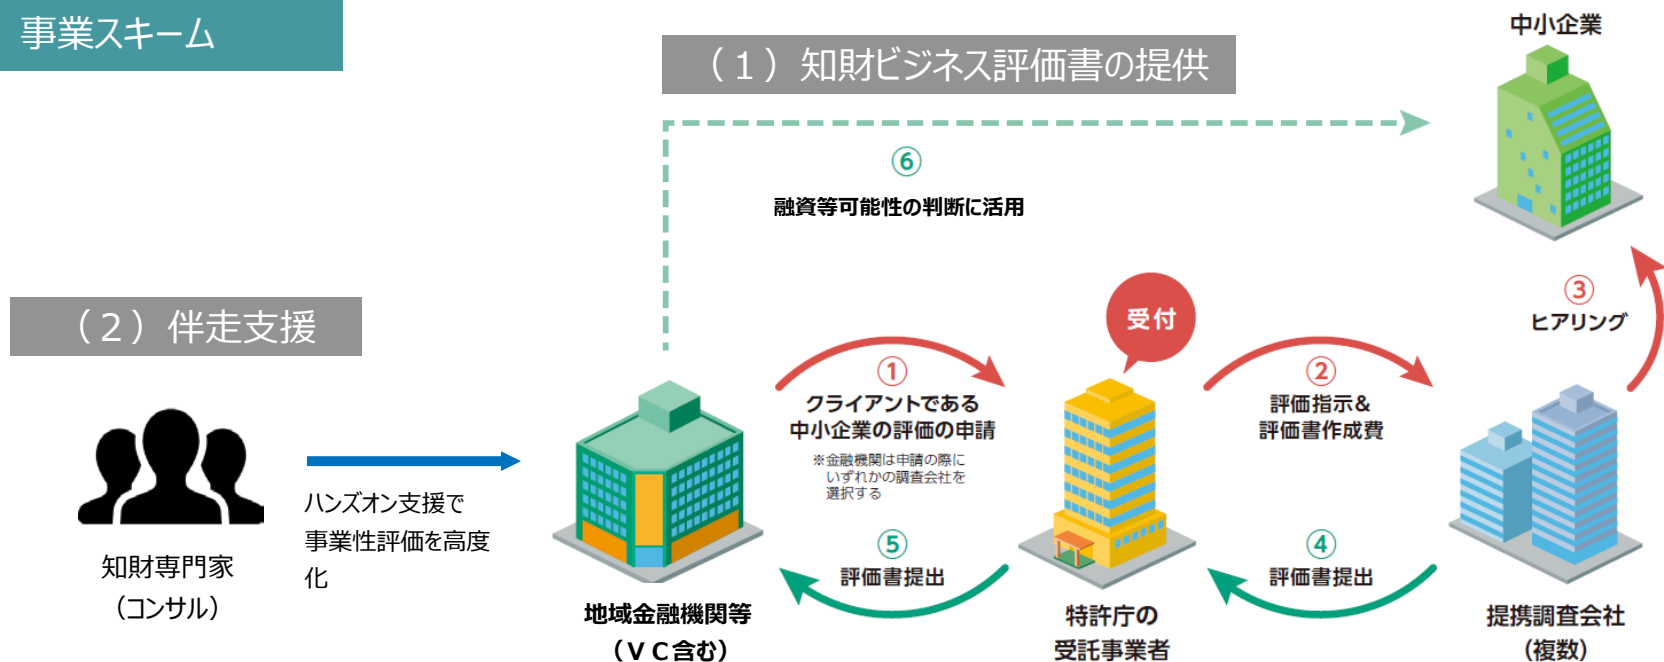 事業スキーム
（１）知財ビジネス評価書の提供
中小企業
⑥
融資等可能性の判断に活用
③
ヒアリング
（２）伴走支援
受付
①
クライアントである
中小企業の評価の申請
※金融機関は申請の際に
いずれかの調査会社を
選択する
②
評価指示&
評価書作成費
ハンズオン支援で
事業性評価を高度
化
⑤
評価書提出
④
評価書提出
知財専門家
（コンサル）
地域金融機関等
（ＶＣ含む）
特許庁の
受託事業者
提携調査会社
(複数)